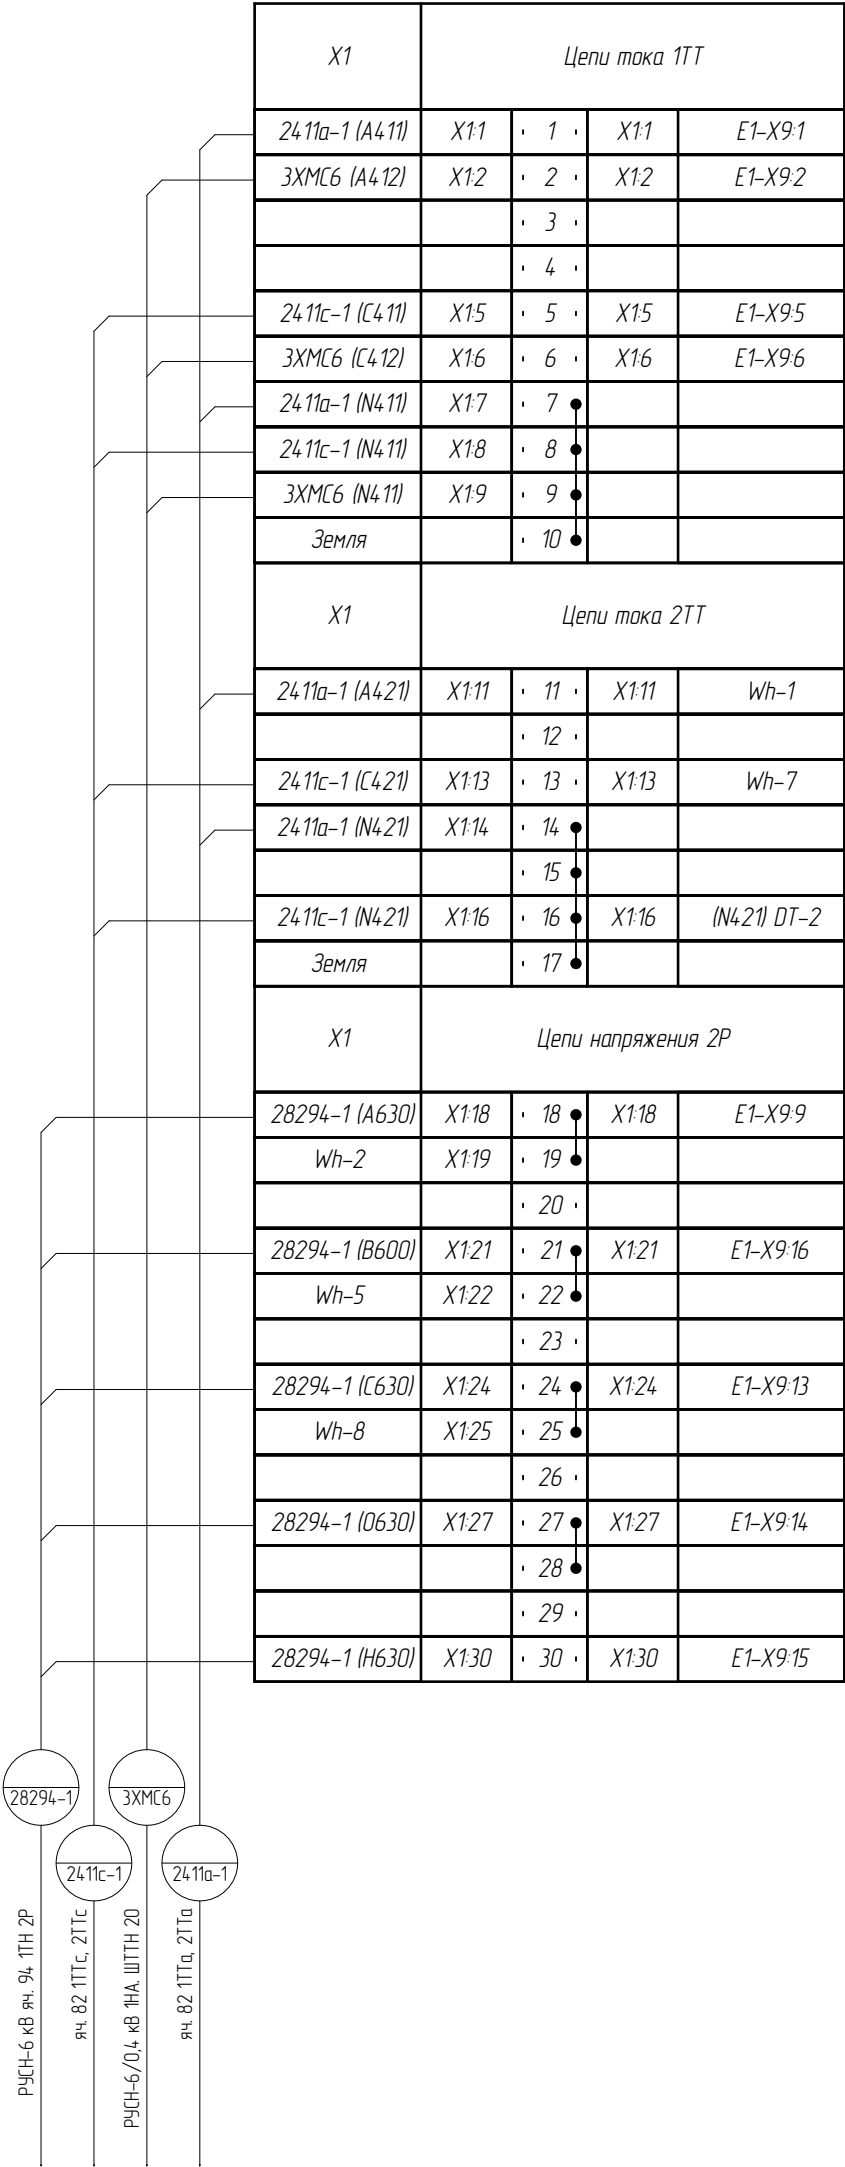 X1 Цепи тока 1ТТ
2411а-1 (А411) X1:1 1 X1:1 E1-X9:1
3ХМС6 (А412) X1:2 2 X1:2 E1-X9:2
3
4
2411с-1 (С411) X1:5 5 X1:5 E1-X9:5
3ХМС6 (С412) X1:6 6 X1:6 E1-X9:6
2411а-1 (N411) X1:7 7
2411с-1 (N411) X1:8 8
3ХМС6 (N411) X1:9 9
Земля 10
X1 Цепи тока 2ТТ
2411а-1 (А421) X1:11 11 X1:11 Wh-1
12
2411с-1 (С421) X1:13 13 X1:13 Wh-7
2411а-1 (N421) X1:14 14
15
2411с-1 (N421) X1:16 16 X1:16 (N421) DT-2
Земля 17
X1 Цепи напряжения 2Р
28294-1 (А630) X1:18 18 X1:18 E1-X9:9
Wh-2 X1:19 19
20
28294-1 (В600) X1:21 21 X1:21 E1-X9:16
Wh-5 X1:22 22
23
28294-1 (С630) X1:24 24 X1:24 E1-X9:13
Wh-8 X1:25 25
26
28294-1 (О630) X1:27 27 X1:27 E1-X9:14
28
29
28294-1 (Н630) X1:30 30 X1:30 E1-X9:15
28294-1
3ХМС6
2411с-1
2411а-1
РУСН-6 кВ яч. 94 1ТН 2Р
яч. 82 1ТТс, 2ТТс
РУСН-6/0,4 кВ 1НА. ШТТН 20
яч. 82 1ТТа, 2ТТа